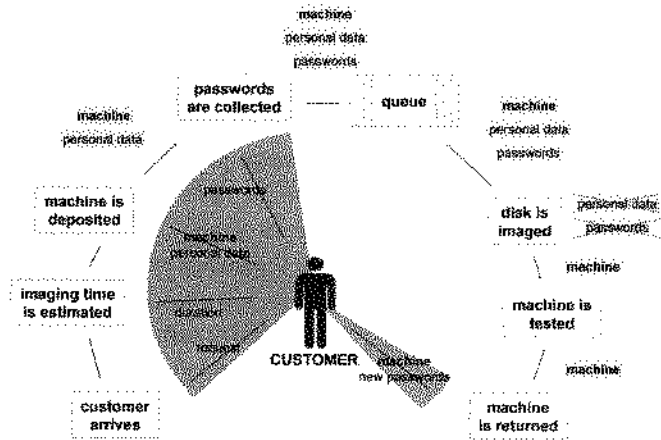 machine
personal data
passwords
passwords
are collected
queue
machine
personal data
machine
personal data
passwords
passwords
machine is
deposited
machine
personal data
disk is
imaged
personal data
passwords
machine
imaging time
is estimated
duration
machine is
tested
CUSTOMER
machine
new passwords
machine
customer
arrives
machine
is returned